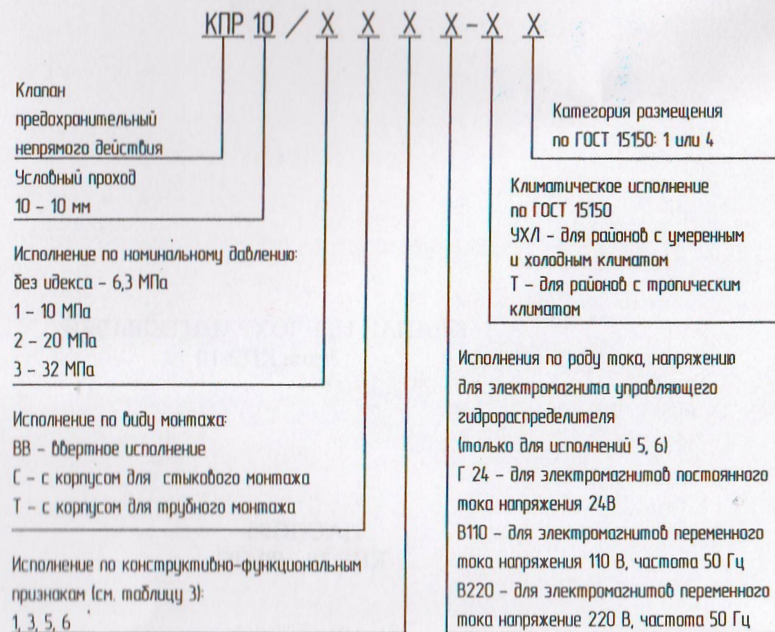 КПР 10 / Х Х Х Х - Х Х
Клапан
предохранительный
непрямого действия
Условный проход
10 – 10 мм
Исполнение по номинальному давлению:
без идекса – 6,3 МПа
1 – 10 МПа
2 – 20 МПа
3 – 32 МПа
Исполнение по виду монтажа:
ВВ – ввертное исполнение
С – с корпусом для стыкового монтажа
Т – с корпусом для трубного монтажа
Исполнение по конструктивно-функциональным
признакам (см. таблицу 3):
1, 3, 5, 6
Категория размещения
по ГОСТ 15150: 1 или 4
Климатическое исполнение
по ГОСТ 15150
УХЛ – для районов с умеренным
и холодным климатом
Т – для районов с тропическим
климатом
Исполнения по роду тока, напряжению
для электромагнита управляющего
гидрораспределителя
(только для исполнений 5, 6)
Г 24 – для электромагнитов постоянного
тока напряжения 24В
В110 – для электромагнитов переменного
тока напряжения 110 В, частота 50 Гц
В220 – для электромагнитов переменного
тока напряжение 220 В, частота 50 Гц